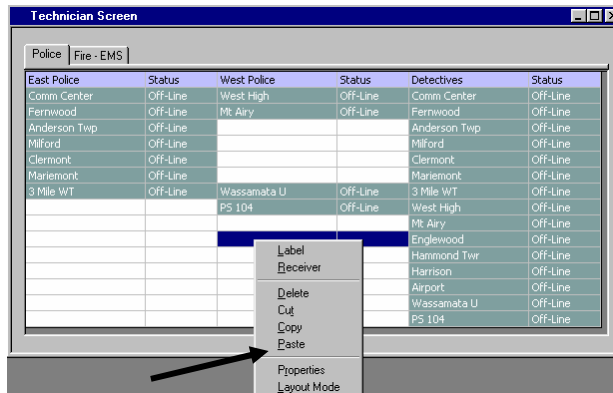 Technician Screen
Police Fire - EMS
East Police Status West Police Status Detectives Status
Comm Center Off-Line West High Off-Line Comm Center Off-Line
Fernwood Off-Line Mt Airy Off-Line Fernwood Off-Line
Anderson Twp Off-Line Anderson Twp Off-Line
Milford Off-Line Milford Off-Line
Clermont Off-Line Clermont Off-Line
Mariemont Off-Line Mariemont Off-Line
3 Mile WT Off-Line Wassamata U Off-Line 3 Mile WT Off-Line
PS 104 Off-Line West High Off-Line
Mt Airy Off-Line
Englewood Off-Line
Hammond Twr Off-Line
Harrison Off-Line
Airport Off-Line
Wassamata U Off-Line
PS 104 Off-Line
Label
Receiver
Delete
Cut
Copy
Paste
Properties
Layout Mode